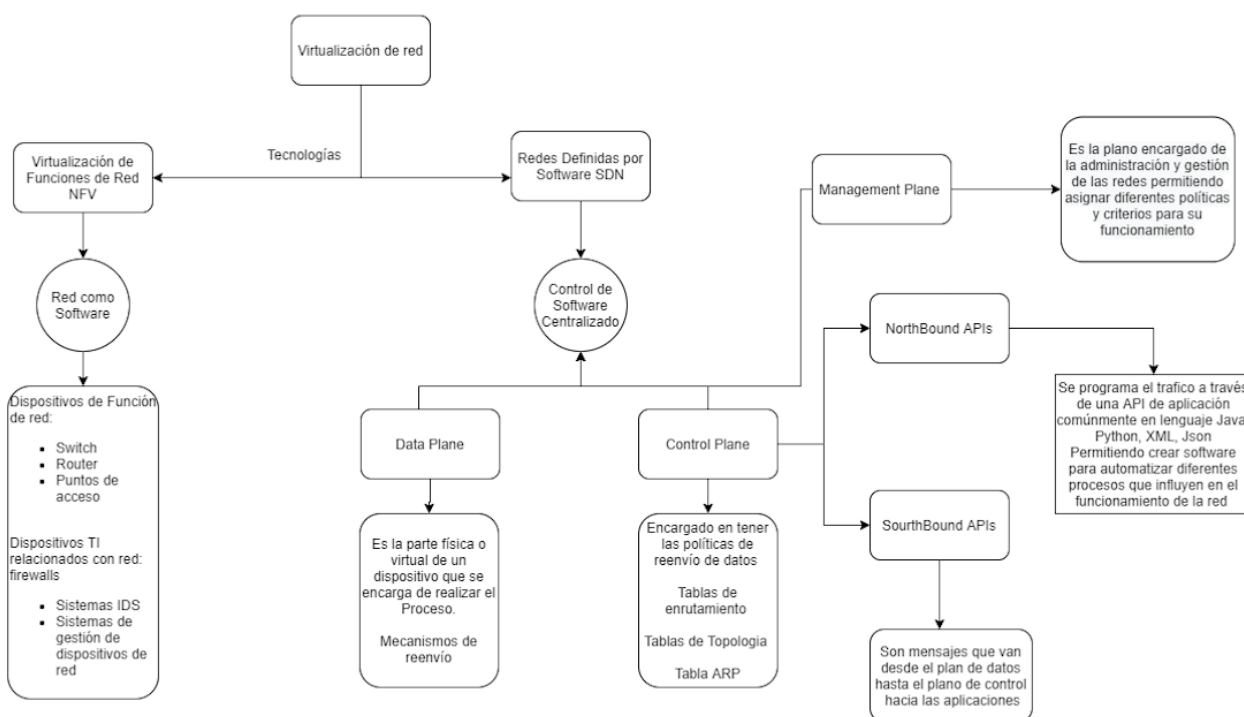 Virtualización de red
Tecnologías
Virtualización de
Funciones de Red
NFV
Redes Definidas por
Software SDN
Management Plane
Es la plano encargado de
la administración y gestión
de las redes permitiendo
asignar diferentes políticas
y criterios para su
funcionamiento
Red como
Software
Control de
Software
Centralizado
NorthBound APIs
Dispositivos de Función
de red:
Switch
Router
Puntos de
acceso
Dispositivos TI
relacionados con red:
firewalls
Sistemas IDS
Sistemas de
gestión de
dispositivos de
red
Data Plane
Control Plane
Se programa el trafico a través
de una API de aplicación
comúnmente en lenguaje Java,
Python, XML, Json
Permitiendo crear software
para automatizar diferentes
procesos que influyen en el
funcionamiento de la red
SourthBound APIs
Es la parte física o
virtual de un
dispositivo que se
encarga de realizar el
Proceso.
Mecanismos de
reenvío
Encargado en tener
las políticas de
reenvío de datos
Tablas de
enrutamiento
Tablas de Topologia
Tabla ARP
Son mensajes que van
desde el plan de datos
hasta el plano de control
hacia las aplicaciones